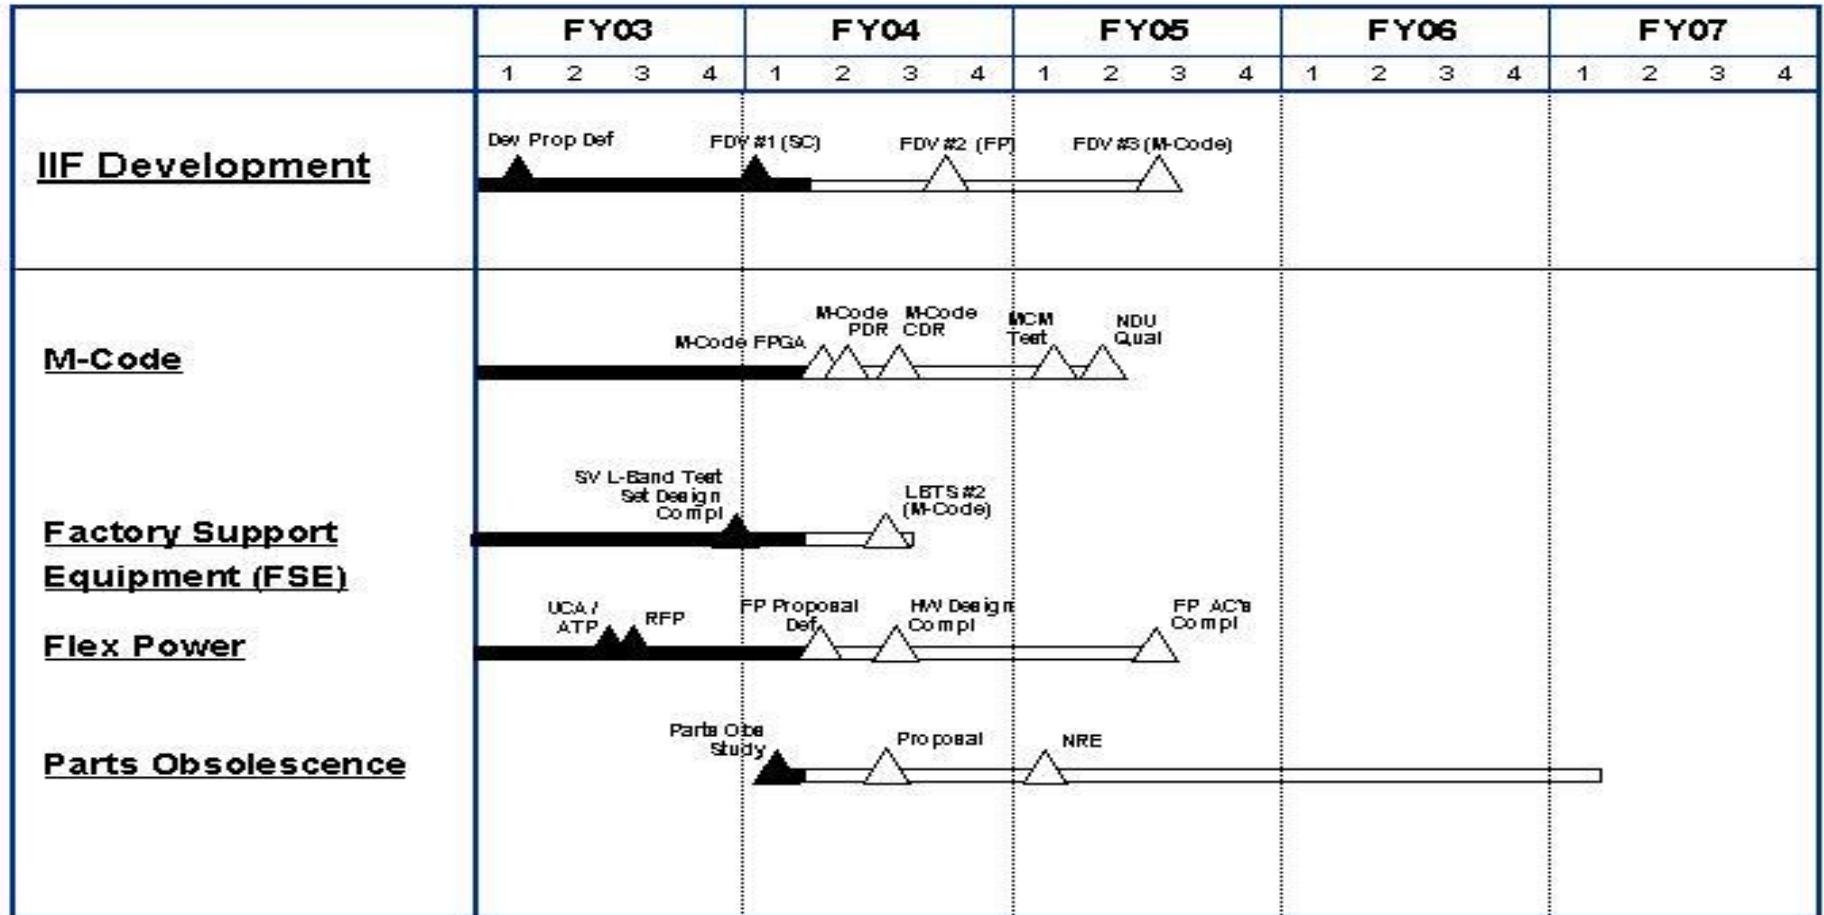 FY03 FY04 FY05 FY06 FY07
1 2 3 4 1 2 3 4 1 2 3 4 1 2 3 4 1 2 3 4
IIF Development
Dev Prop Def FDV #1 (SC) FDV #2 (FP) FDV #3 (M-Code)
M-Code
M-Code FPGA
M-Code
PDR
M-Code
CDR
MCM
Test
NDU
Qual
Factory Support
Equipment (FSE)
SV L-Band Test
Set Design
Compl
LBTS #2
(M-Code)
Flex Power
UCA /
ATP
RFP
FP Proposal
Def
HW Design
Compl
FP AC's
Compl
Parts Obsolescence
Parts Obs
Study
Proposal
NRE